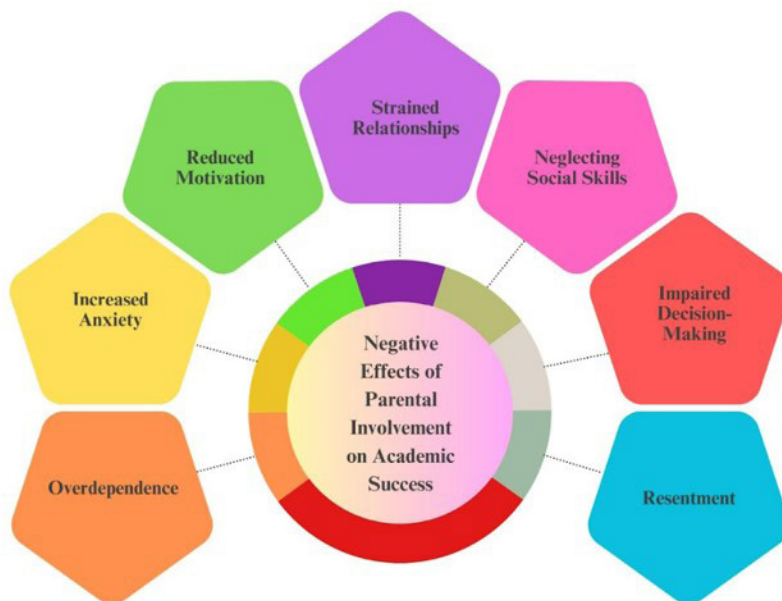 Strained
Relationships
Reduced
Motivation
Neglecting
Social Skills
Increased
Anxiety
Impaired
Decision-
Making
Negative
Effects of
Parental
Involvement
on Academic
Success
Overdependence
Resentment